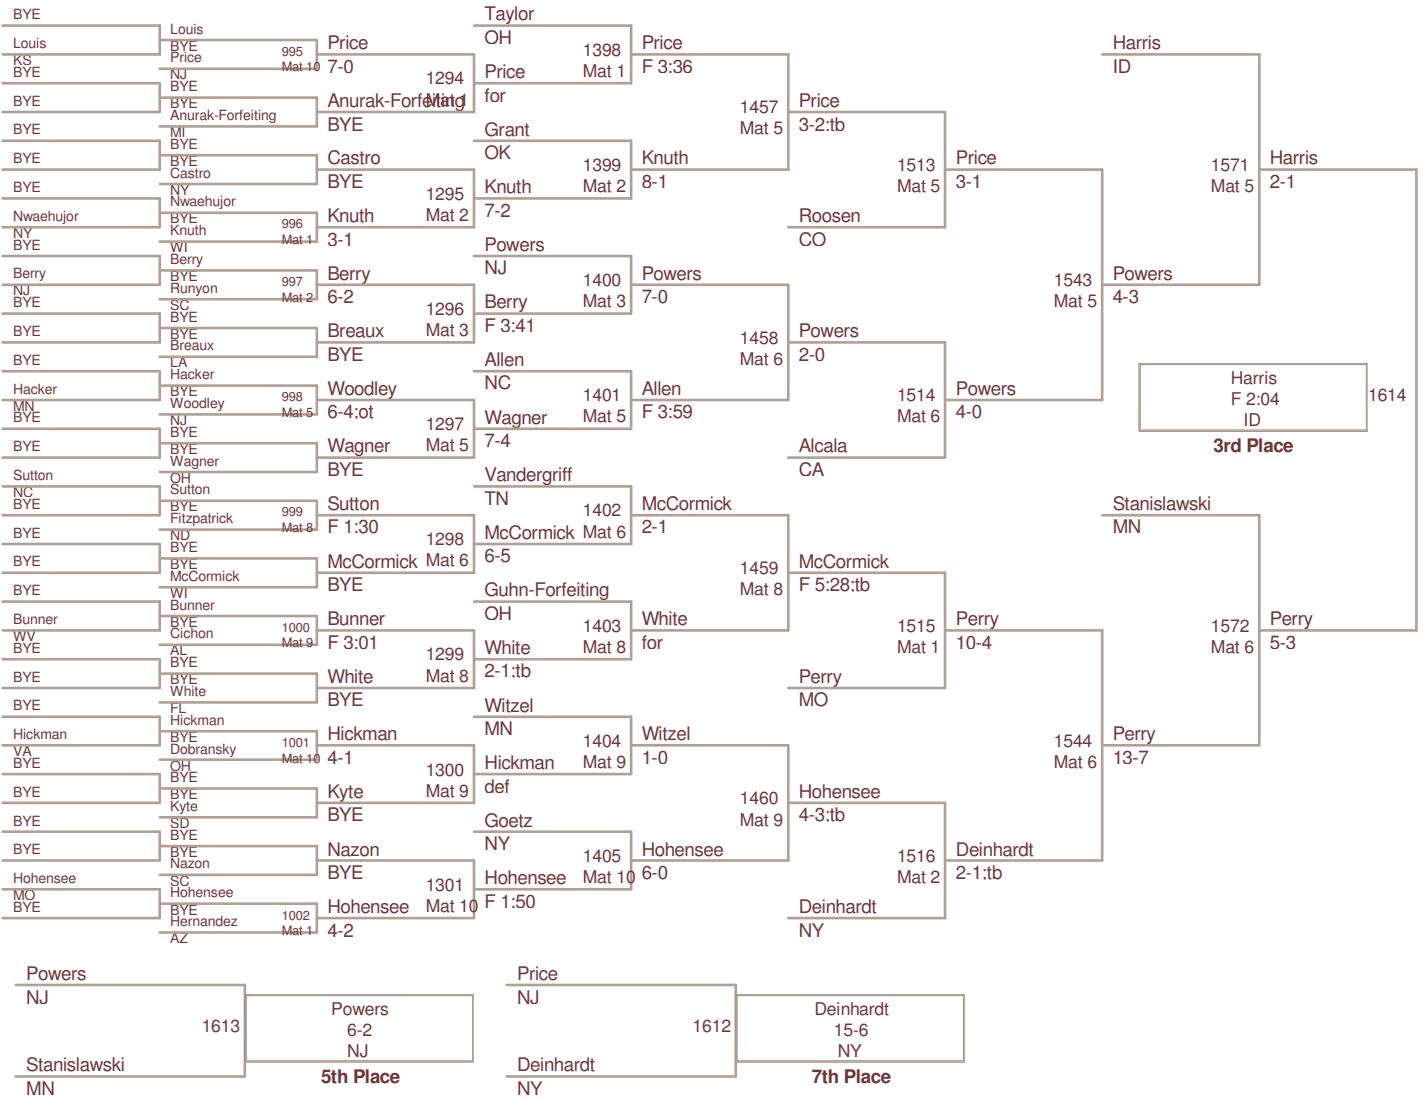 BYE
Louis
KS
BYE
BYE
BYE
BYE
BYE
Nwaehujor
NY
BYE
Berry
NJ
BYE
BYE
BYE
Hacker
MN
BYE
BYE
Sutton
NC
BYE
BYE
BYE
BYE
Bunner
WV
BYE
BYE
BYE
Hickman
VA
BYE
BYE
BYE
BYE
Hohensee
MO
BYE
Louis
BYE
Price
NJ
995
Mat 10
BYE
BYE
Anurak-Forfeiting
MI
BYE
BYE
Castro
NY
Nwaehujor
BYE
Knuth
WI
996
Mat 1
Berry
BYE
Runyon
SC
997
Mat 2
BYE
BYE
Breaux
LA
Hacker
BYE
Woodley
NJ
998
Mat 5
BYE
BYE
Wagner
OH
Sutton
BYE
Fitzpatrick
ND
999
Mat 8
BYE
BYE
McCormick
WI
Bunner
BYE
Cichon
AL
1000
Mat 9
BYE
BYE
White
FL
Hickman
BYE
Dobransky
OH
1001
Mat 10
BYE
BYE
Kyte
SD
BYE
BYE
Nazon
SC
Hohensee
BYE
Hernandez
AZ
1002
Mat 1
Price
7-0
1294
Mat 1
Anurak-Forfeiting
BYE
Castro
BYE
1295
Mat 2
Knuth
3-1
Berry
6-2
1296
Mat 3
Breaux
BYE
Woodley
6-4:ot
1297
Mat 5
Wagner
BYE
Sutton
F 1:30
1298
Mat 6
McCormick
BYE
Bunner
F 3:01
1299
Mat 8
White
BYE
Hickman
4-1
1300
Mat 9
Kyte
BYE
Nazon
BYE
1301
Mat 10
Hohensee
4-2
Taylor
OH
1398
Mat 1
Price
for
Grant
OK
1399
Mat 2
Knuth
7-2
Powers
NJ
1400
Mat 3
Berry
F 3:41
Allen
NC
1401
Mat 5
Wagner
7-4
Vandergriff
TN
1402
Mat 6
McCormick
6-5
Guhn-Forfeiting
OH
1403
Mat 8
White
2-1:tb
Witzel
MN
1404
Mat 9
Hickman
def
Goetz
NY
1405
Mat 10
Hohensee
F 1:50
Price
F 3:36
1457
Mat 5
Knuth
8-1
Powers
7-0
1458
Mat 6
Allen
F 3:59
McCormick
2-1
1459
Mat 8
White
for
Witzel
1-0
1460
Mat 9
Hohensee
6-0
Price
3-2:tb
1513
Mat 5
Roosen
CO
Powers
2-0
1514
Mat 6
Alcala
CA
McCormick
F 5:28:tb
1515
Mat 1
Perry
MO
Hohensee
4-3:tb
1516
Mat 2
Deinhardt
NY
Price
3-1
1543
Mat 5
Powers
4-0
Perry
10-4
1544
Mat 6
Deinhardt
2-1:tb
Harris
ID
1571
Mat 5
Powers
4-3
Stanislawski
MN
1572
Mat 6
Perry
13-7
Harris
2-1
Perry
5-3
Harris
F 2:04
ID
1614
3rd Place
Powers
NJ
1613
Stanislawski
MN
Powers
6-2
NJ
5th Place
Price
NJ
1612
Deinhardt
NY
Deinhardt
15-6
NY
7th Place